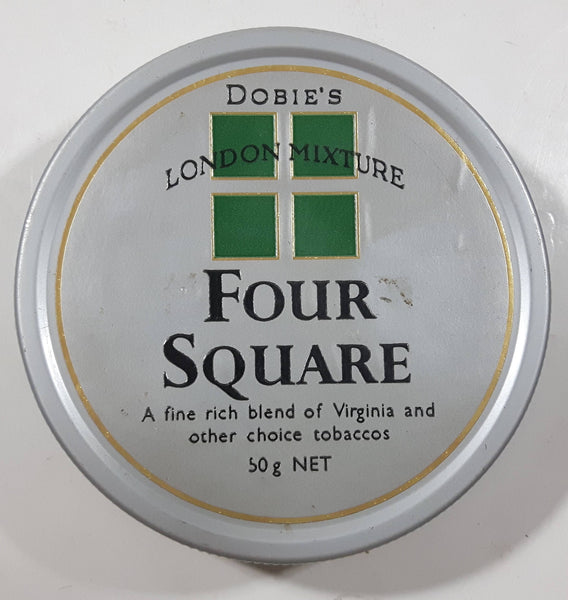 DOBIE'S
LONDON MIXTURE
FOUR
SQUARE
A fine rich blend of Virginia and
other choice tobaccos
50g NET